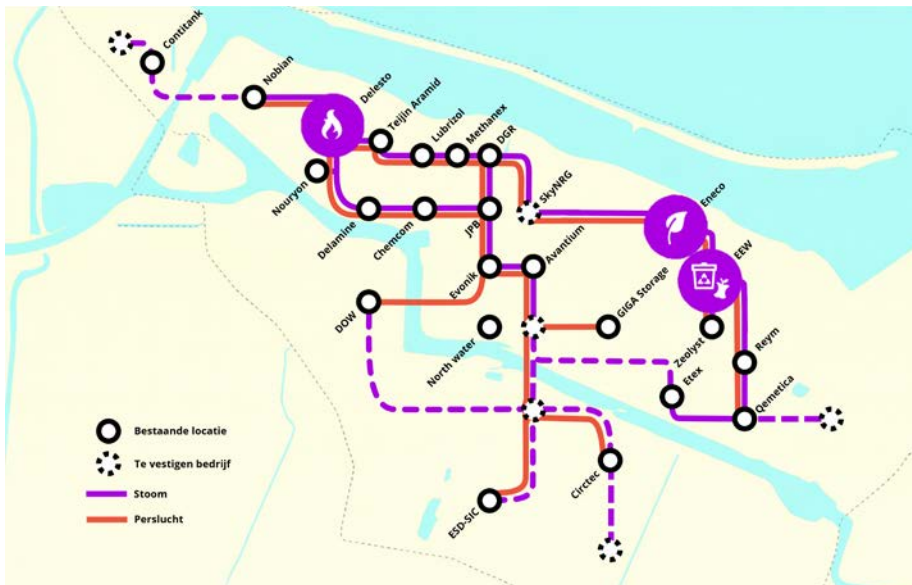 Contitank
Nobian
Delesto
Teijin Aramid
Lubrizol
Methanex
DGR
SkyNRG
Nouryon
Delamine
Chemcom
JPB
Eneco
EEW
Evonik
Avantium
GIGA Storage
DOW
North water
Zeolyst
Reym
Etex
Qemetica
Circtec
ESD-SIC
Bestaande locatie
Te vestigen bedrijf
Stoom
Perslucht